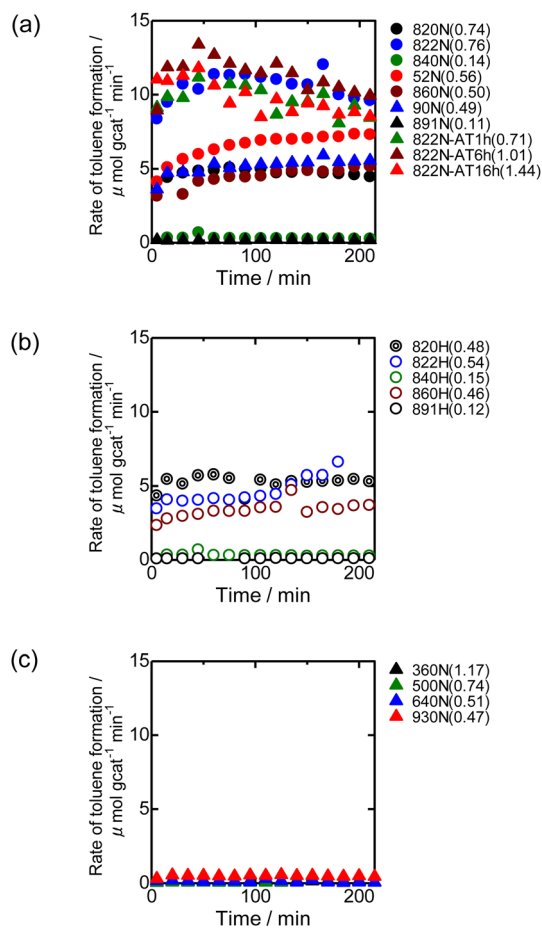 (a)
Rate of toluene formation /
μ mol gcat⁻¹ min⁻¹
15
10
5
0
0
100
200
Time / min
820N(0.74)
822N(0.76)
840N(0.14)
52N(0.56)
860N(0.50)
90N(0.49)
891N(0.11)
822N-AT1h(0.71)
822N-AT6h(1.01)
822N-AT16h(1.44)
(b)
Rate of toluene formation /
μ mol gcat⁻¹ min⁻¹
15
10
5
0
0
100
200
Time / min
820H(0.48)
822H(0.54)
840H(0.15)
860H(0.46)
891H(0.12)
(c)
Rate of toluene formation /
μ mol gcat⁻¹ min⁻¹
15
10
5
0
0
100
200
Time / min
360N(1.17)
500N(0.74)
640N(0.51)
930N(0.47)